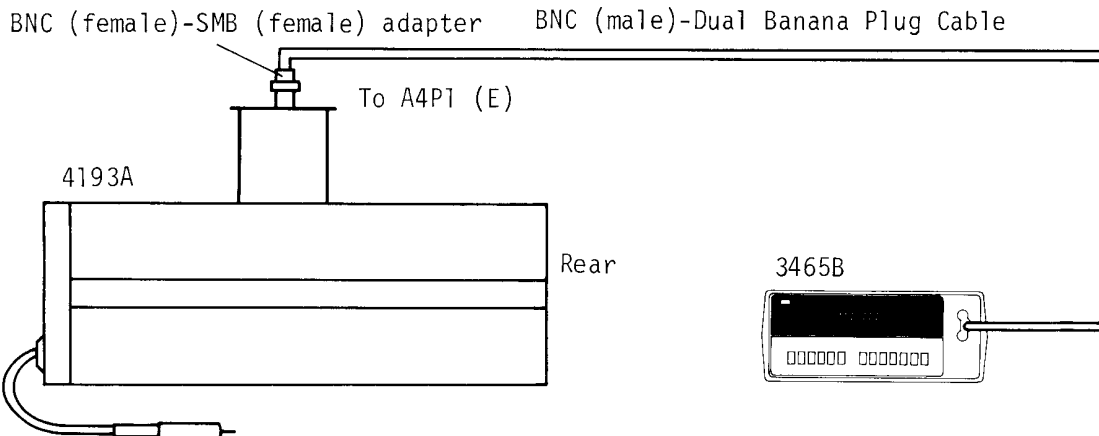 BNC (female)-SMB (female) adapter
BNC (male)-Dual Banana Plug Cable
To A4P1 (E)
4193A
Rear
3465B